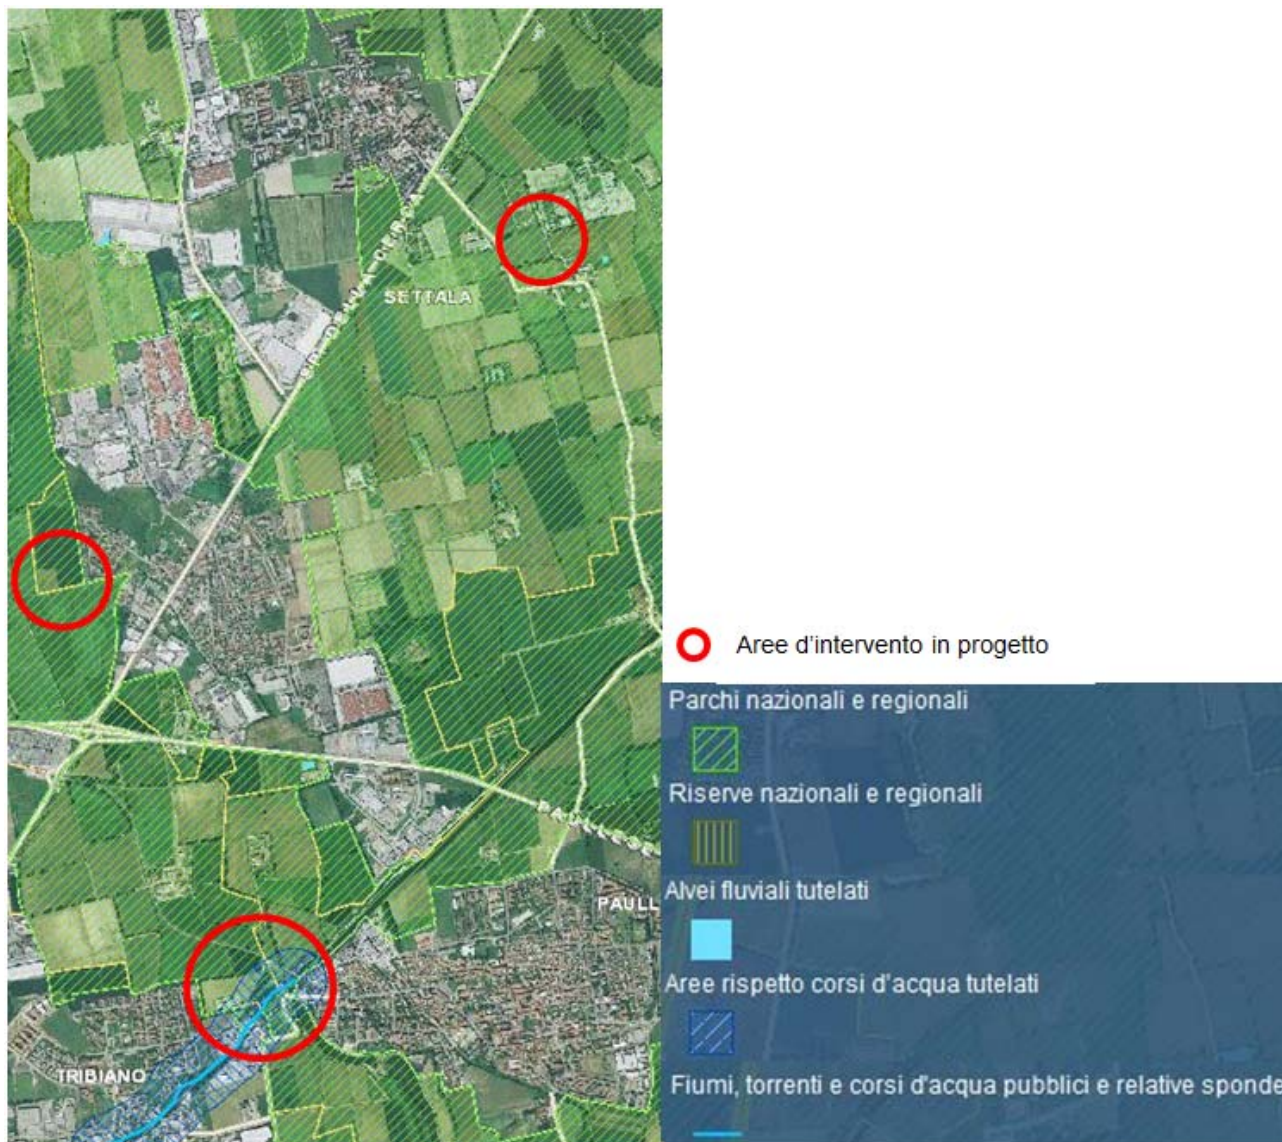 SETTALA
PAULL
TRIBIANO
Aree d'intervento in progetto
Parchi nazionali e regionali
Riserve nazionali e regionali
Alvei fluviali tutelati
Aree rispetto corsi d'acqua tutelati
Fiumi, torrenti e corsi d'acqua pubblici e relative sponde